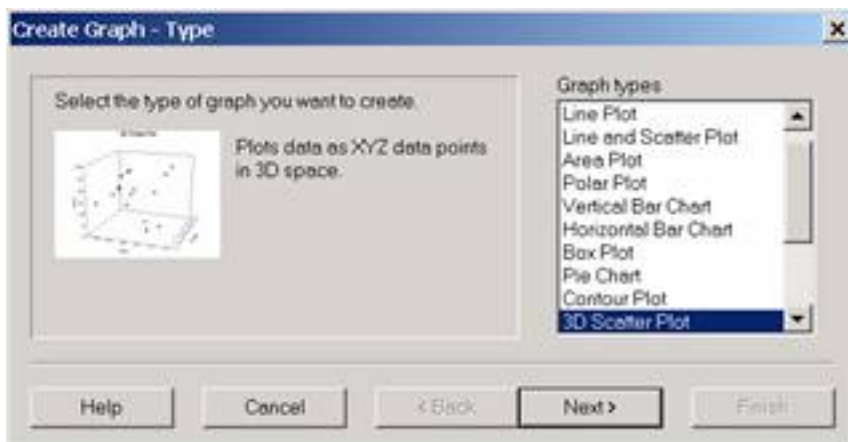 Create Graph - Type
Select the type of graph you want to create.
Plots data as XYZ data points
in 3D space.
Graph types
Line Plot
Line and Scatter Plot
Area Plot
Polar Plot
Vertical Bar Chart
Horizontal Bar Chart
Box Plot
Pie Chart
Contour Plot
3D Scatter Plot
Help
Cancel
< Back
Next >
Finish